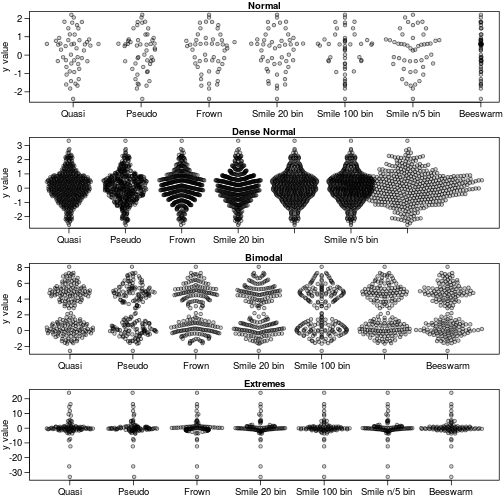 Normal
y value
2
1
0
-1
-2
Quasi Pseudo Frown Smile 20 bin Smile 100 bin Smile n/5 bin Beeswarm
Dense Normal
y value
3
2
1
0
-1
-2
Quasi Pseudo Frown Smile 20 bin Smile n/5 bin
Bimodal
y value
8
6
4
2
0
-2
Quasi Pseudo Frown Smile 20 bin Smile 100 bin Beeswarm
Extremes
y value
20
10
0
-10
-20
-30
Quasi Pseudo Frown Smile 20 bin Smile 100 bin Smile n/5 bin Beeswarm